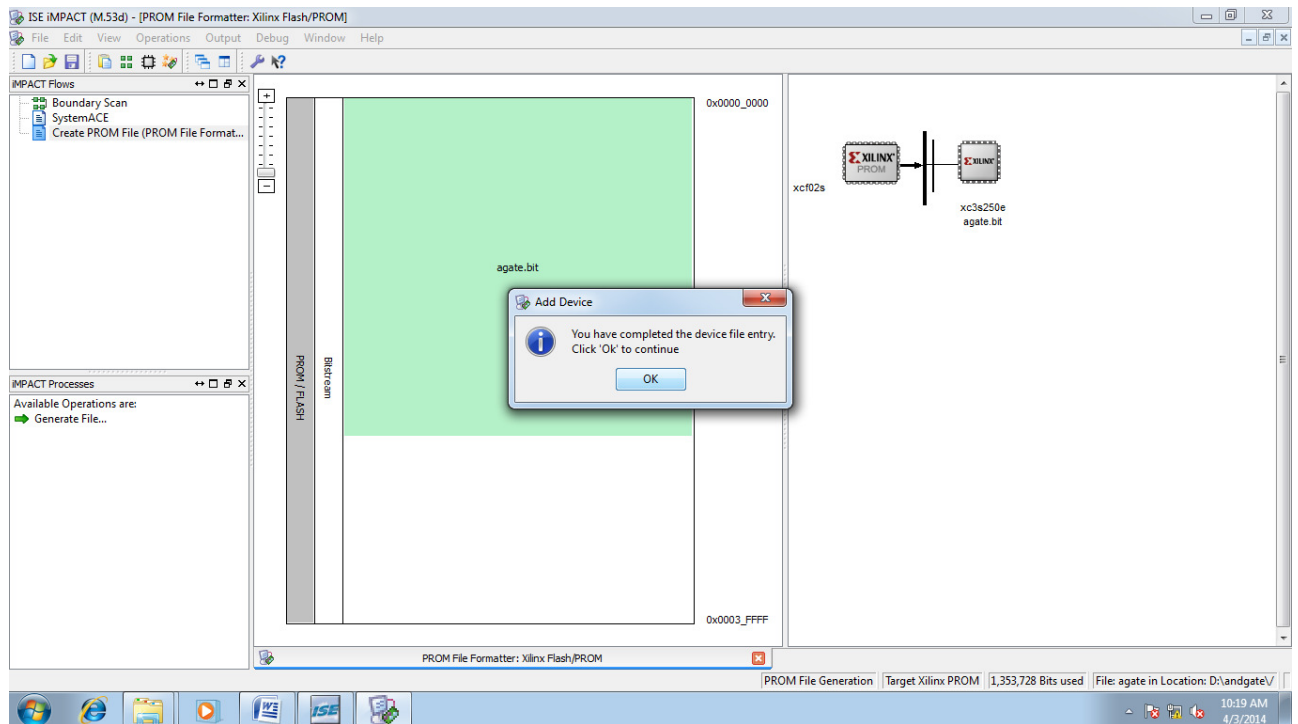 ISE iMPACT (M.53d) - [PROM File Formatter: Xilinx Flash/PROM]
File Edit View Operations Output Debug Window Help
iMPACT Flows
Boundary Scan
SystemACE
Create PROM File (PROM File Format...
iMPACT Processes
Available Operations are:
Generate File...
PROM / FLASH
Bitstream
0x0000_0000
agate.bit
0x0003_FFFF
Add Device
You have completed the device file entry.
Click 'Ok' to continue
OK
XILINX
PROM
xcf02s
XILINX
xc3s250e
agate.bit
PROM File Formatter: Xilinx Flash/PROM
PROM File Generation Target Xilinx PROM 1,353,728 Bits used File: agate in Location: D:\andgate\/
ISE
10:19 AM
4/3/2014